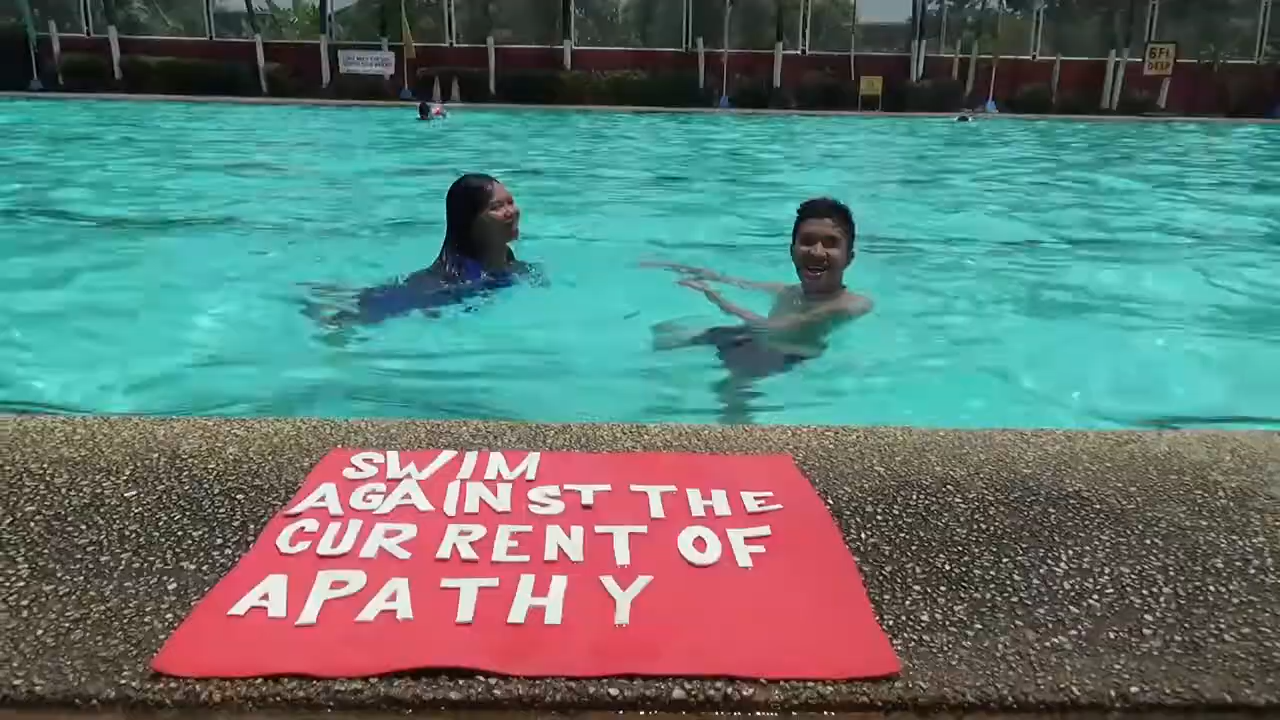 SWIM
AGAINST THE
CURRENT OF
APATHY
6FT.
DEEP